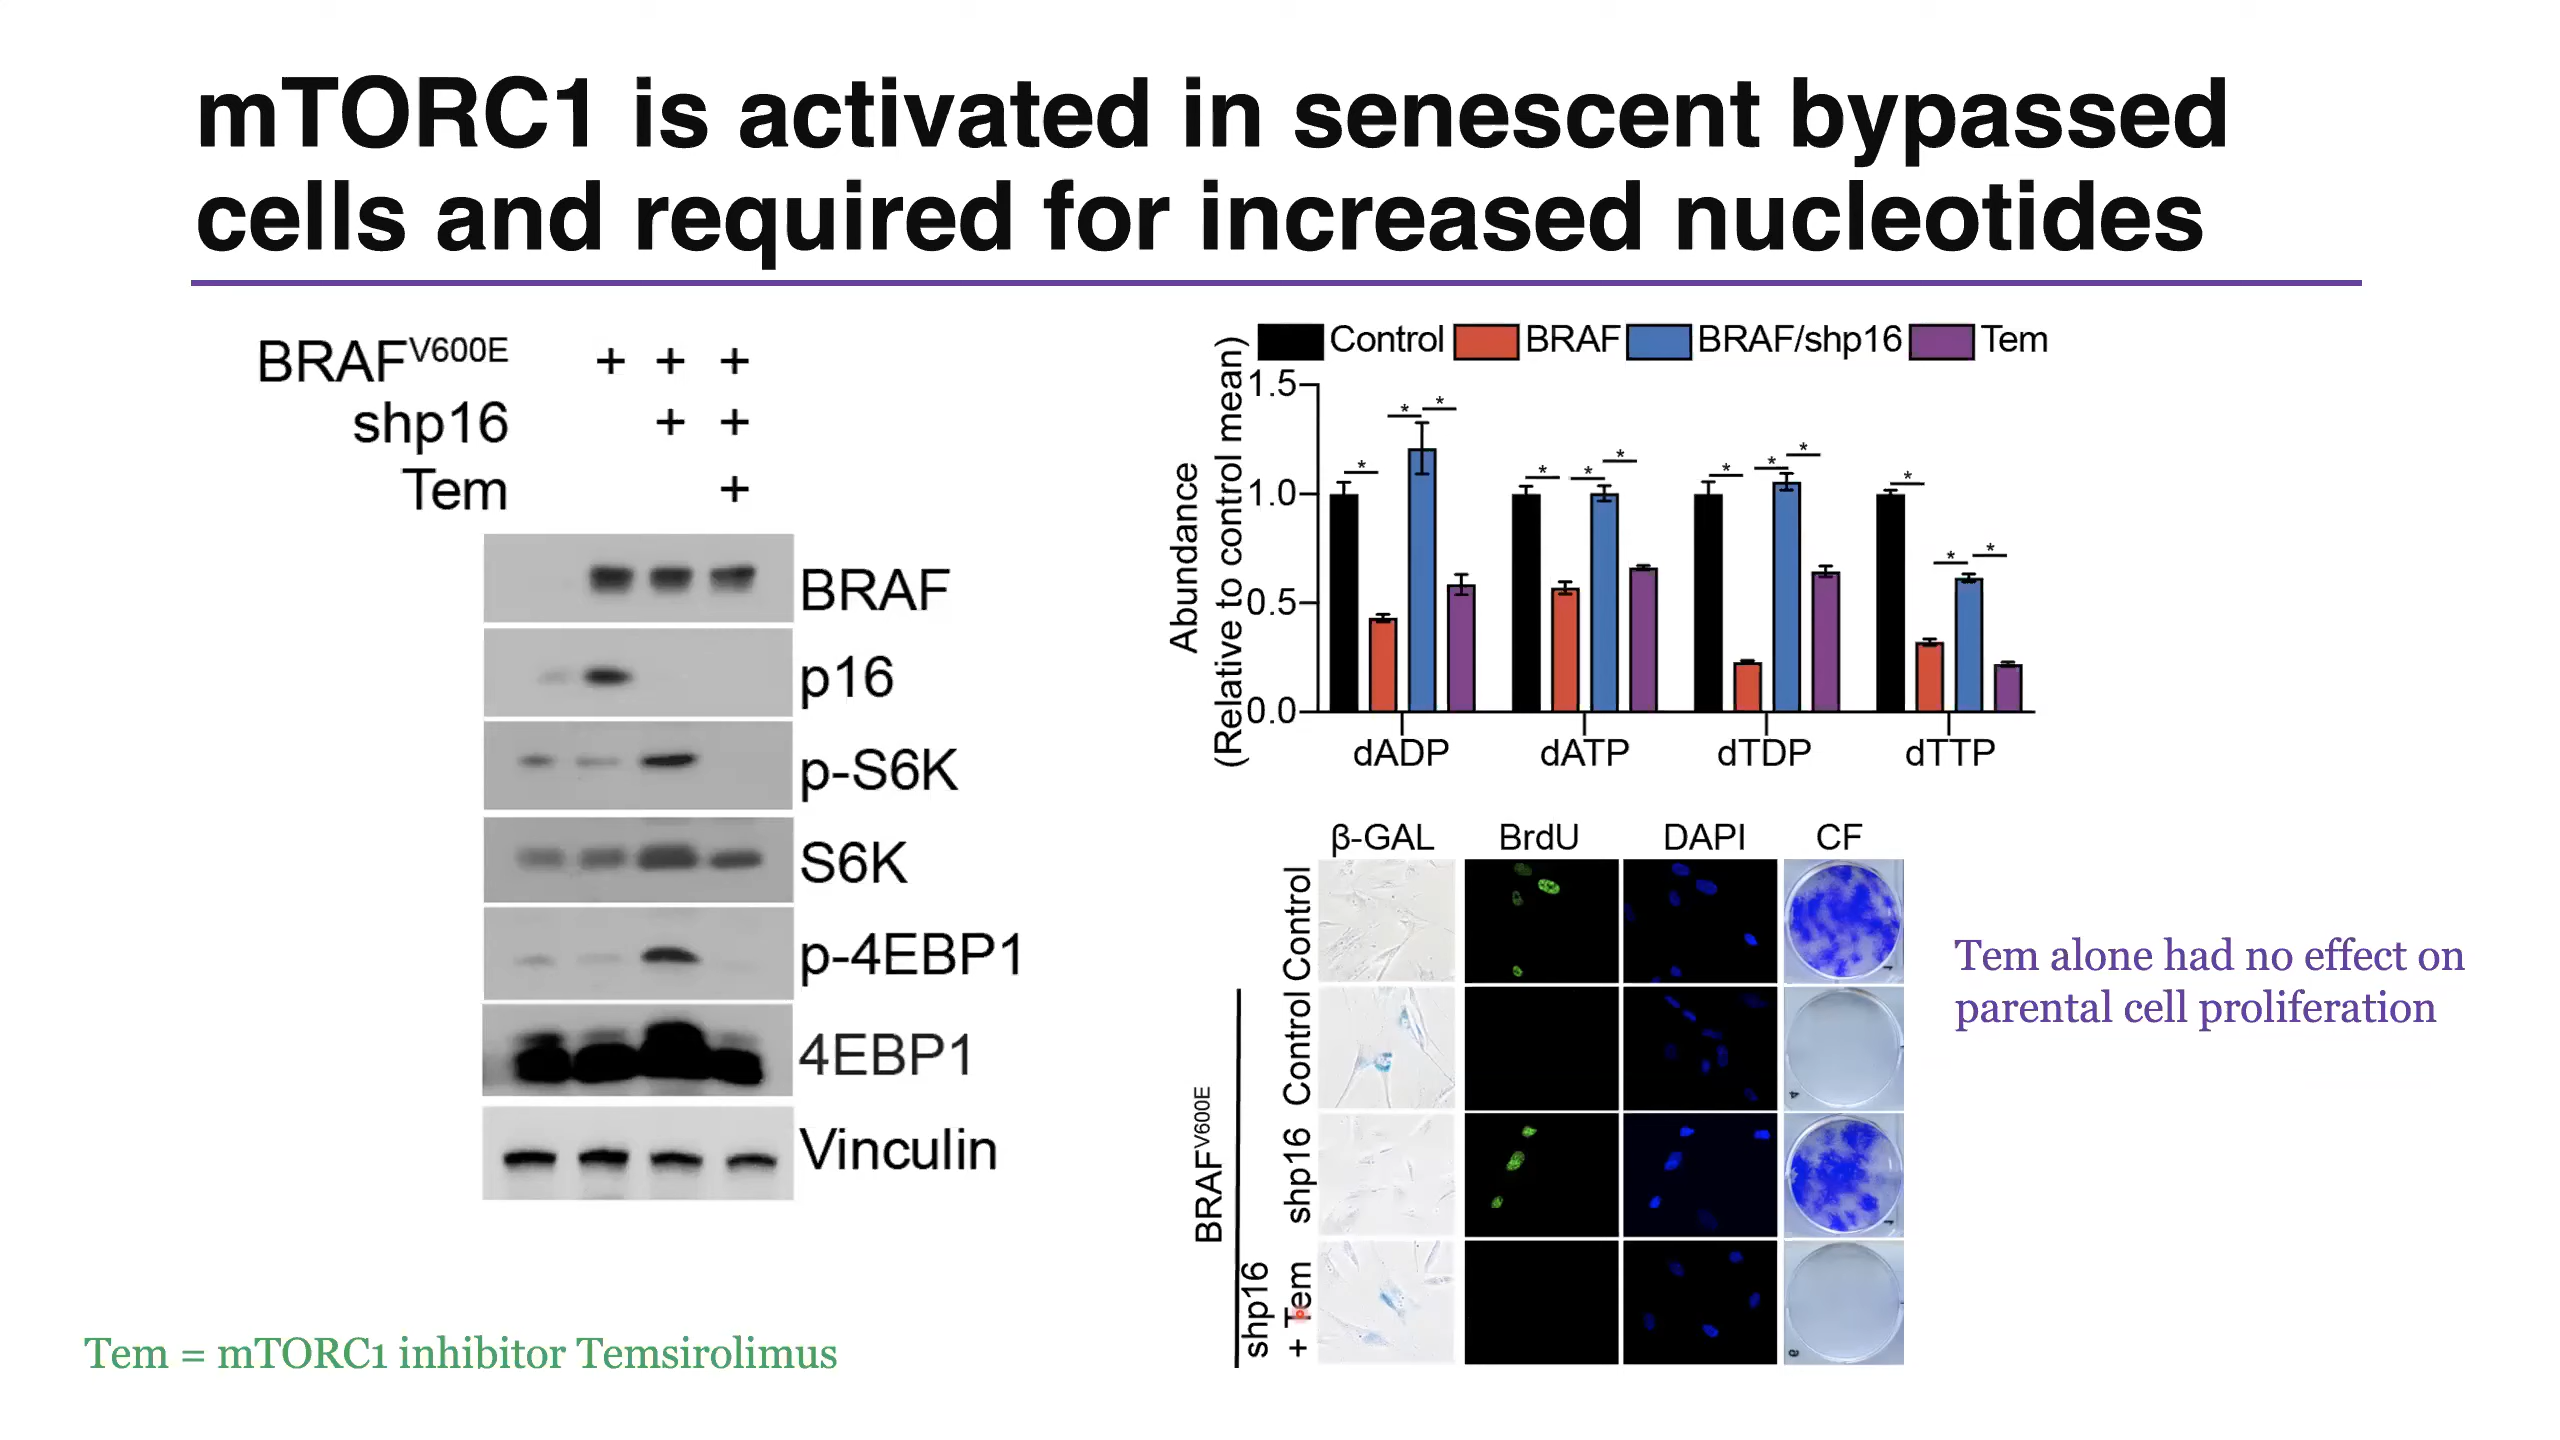 mTORC1 is activated in senescent bypassed
cells and required for increased nucleotides
BRAFV600E + + +
shp16 + +
Tem +
BRAF
p16
p-S6K
S6K
p-4EBP1
4EBP1
Vinculin
Tem = mTORC1 inhibitor Temsirolimus
Control BRAF BRAF/shp16 Tem
Abundance
(Relative to control mean)
1.5
1.0
0.5
0.0
* * *
* * *
* * *
* * *
dADP dATP dTDP dTTP
β-GAL BrdU DAPI CF
Control
Control
shp16
shp16
+ Tem
BRAFV600E
Tem alone had no effect on
parental cell proliferation